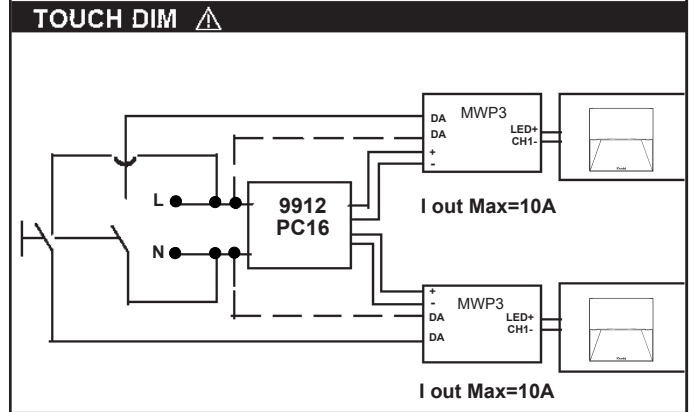 TOUCH DIM
DA
DA
+
-
MWP3
LED+
CH1-
I out Max=10A
L
N
9912
PC16
+
-
DA
DA
MWP3
LED+
CH1-
I out Max=10A